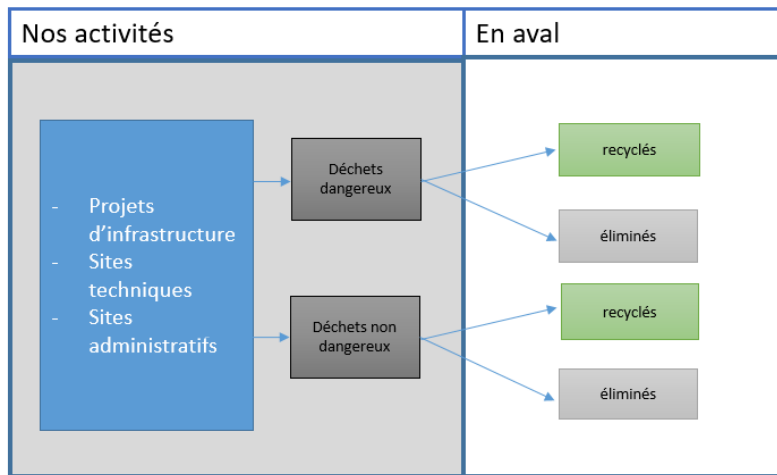 Nos activités
En aval
- Projets
d'infrastructure
- Sites
techniques
- Sites
administratifs
Déchets
dangereux
Déchets non
dangereux
recyclés
éliminés
recyclés
éliminés